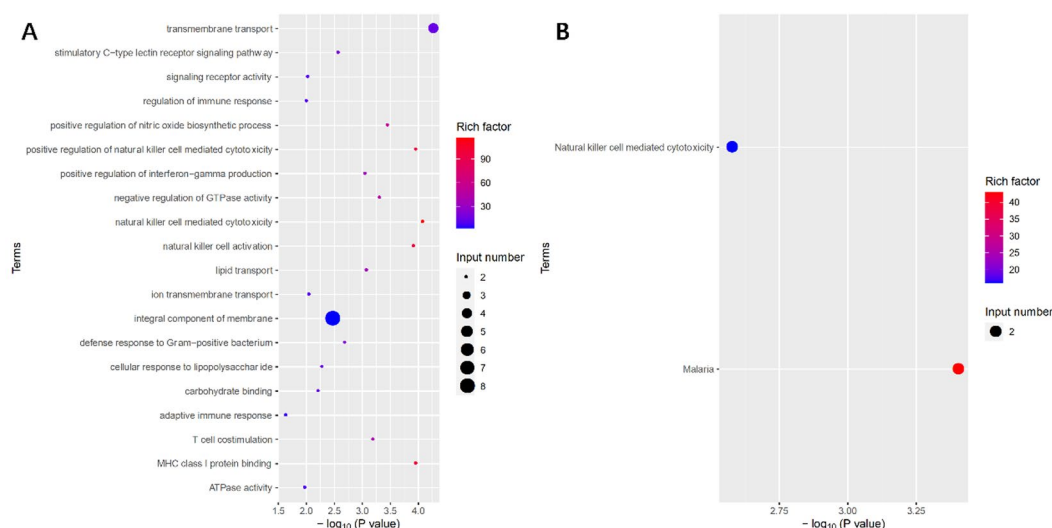 A
transmembrane transport
stimulatory C-type lectin receptor signaling pathway
signaling receptor activity
regulation of immune response
positive regulation of nitric oxide biosynthetic process
positive regulation of natural killer cell mediated cytotoxicity
positive regulation of interferon-gamma production
negative regulation of GTPase activity
natural killer cell mediated cytotoxicity
natural killer cell activation
lipid transport
ion transmembrane transport
integral component of membrane
defense response to Gram-positive bacterium
cellular response to lipopolysaccharide
carbohydrate binding
adaptive immune response
T cell costimulation
MHC class I protein binding
ATPase activity
Terms
1.5 2.0 2.5 3.0 3.5 4.0
− log10 (P value)
Rich factor
90
60
30
Input number
2
3
4
5
6
7
8
B
Natural killer cell mediated cytotoxicity
Malaria
Terms
2.75 3.00 3.25
− log10 (P value)
Rich factor
40
35
30
25
20
Input number
2